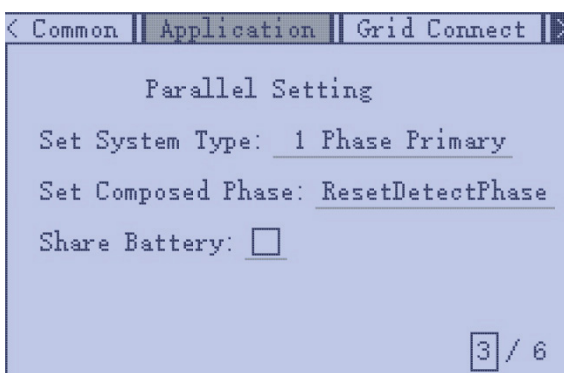 < Common Application Grid Connect >
Parallel Setting
Set System Type: 1 Phase Primary
Set Composed Phase: ResetDetectPhase
Share Battery:
3 / 6